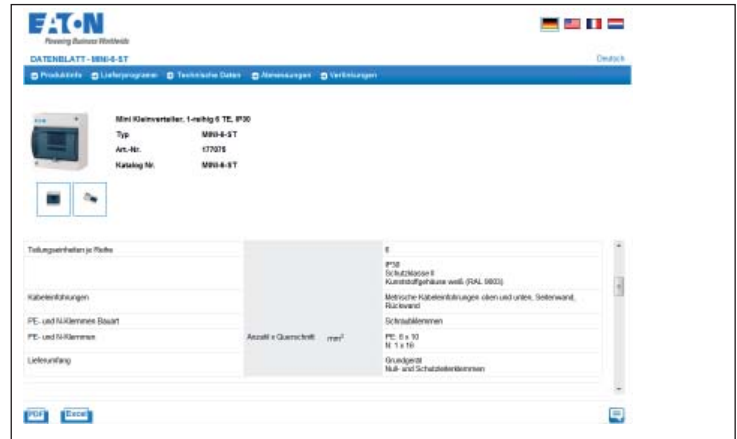 EATON
Powering Business Worldwide
DATENBLATT - MINI-6-ST
Deutsch
Produktinfo Lieferprogramm Technische Daten Abmessungen Verlinkungen
Mini Kleinverteiler, 1-reihig 6 TE, IP30
Typ MINI-6-ST
Art.-Nr. 177075
Katalog Nr. MINI-6-ST
Teilungseinheiten je Reihe 6
IP30
Schutzklasse II
Kunststoffgehäuse weiß (RAL 9003)
Kabeleinführungen Metrische Kabeleinführungen oben und unten, Seitenwand,
Rückwand
PE- und N-Klemmen Bauart Schraubklemmen
PE- und N-Klemmen Anzahl x Querschnitt mm² PE: 6 x 10
N: 1 x 16
Lieferumfang Grundgerät
Null- und Schutzleiterklemmen
PDF Excel